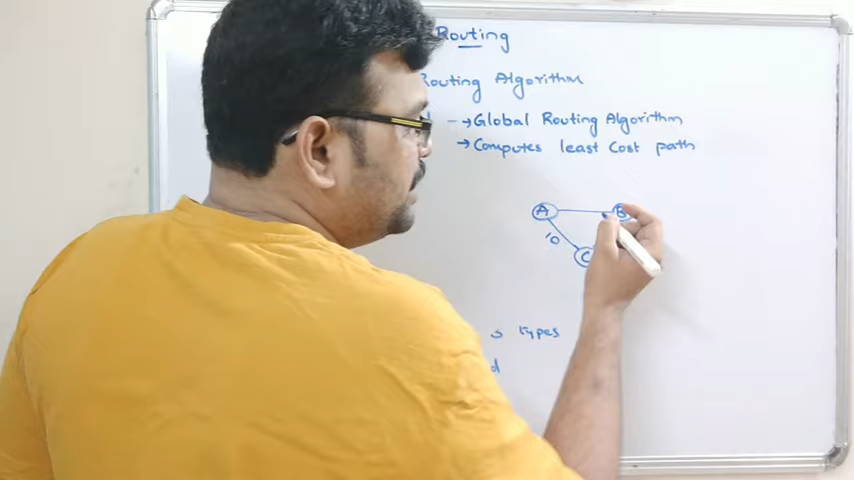 Routing
Routing Algorithm
→ Global Routing Algorithm
→ Computes least Cost path
A B
10
C
types